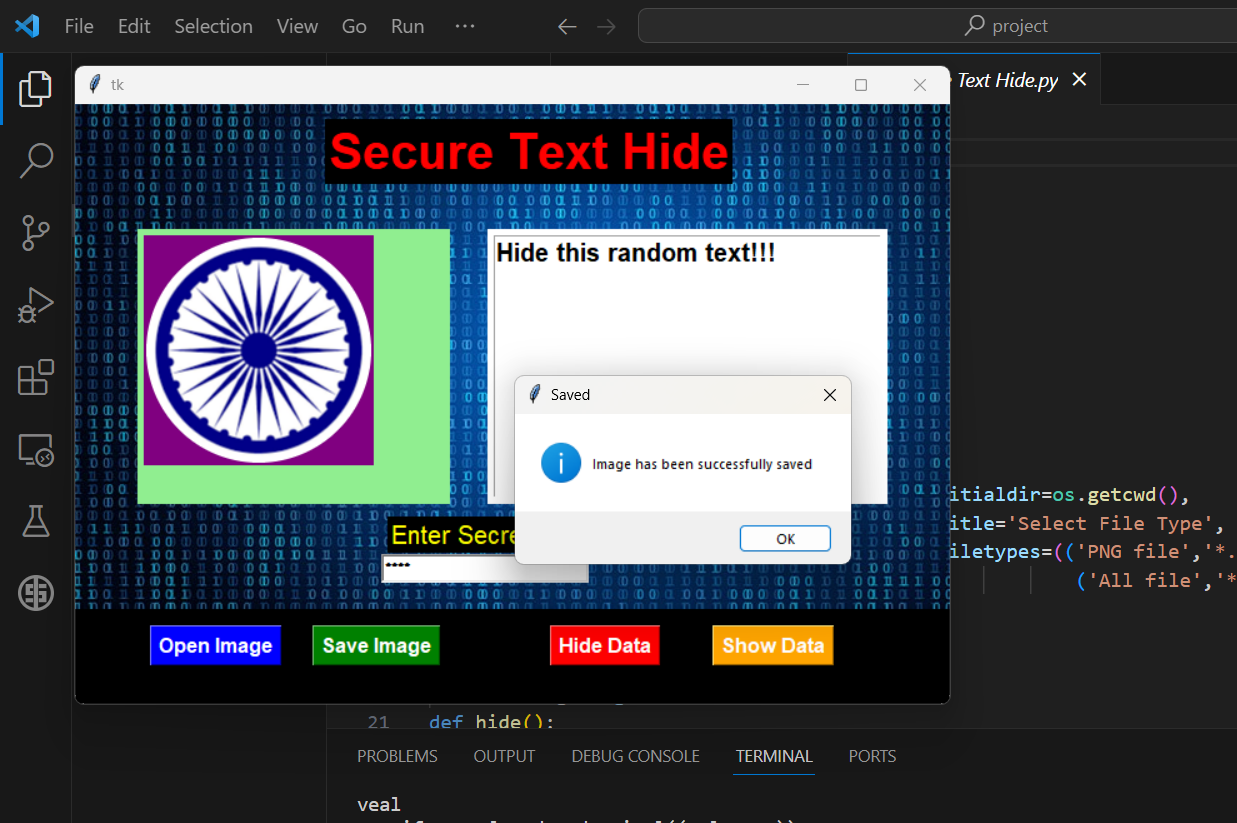 File Edit Selection View Go Run ··· project
tk
Text Hide.py
Secure Text Hide
Hide this random text!!!
Saved
Image has been successfully saved
OK
Enter
****
Open Image Save Image Hide Data Show Data
itialdir=os.getcwd(),
itle='Select File Type',
iletypes=(('PNG file','*.
('All file','*
21 def hide():
PROBLEMS OUTPUT DEBUG CONSOLE TERMINAL PORTS
veal